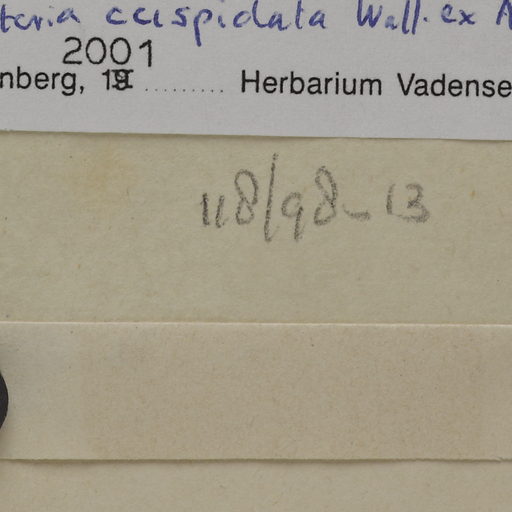 cuspidata Wall. ex
2001
nberg, 19 .......... Herbarium Vadense
118/98-13